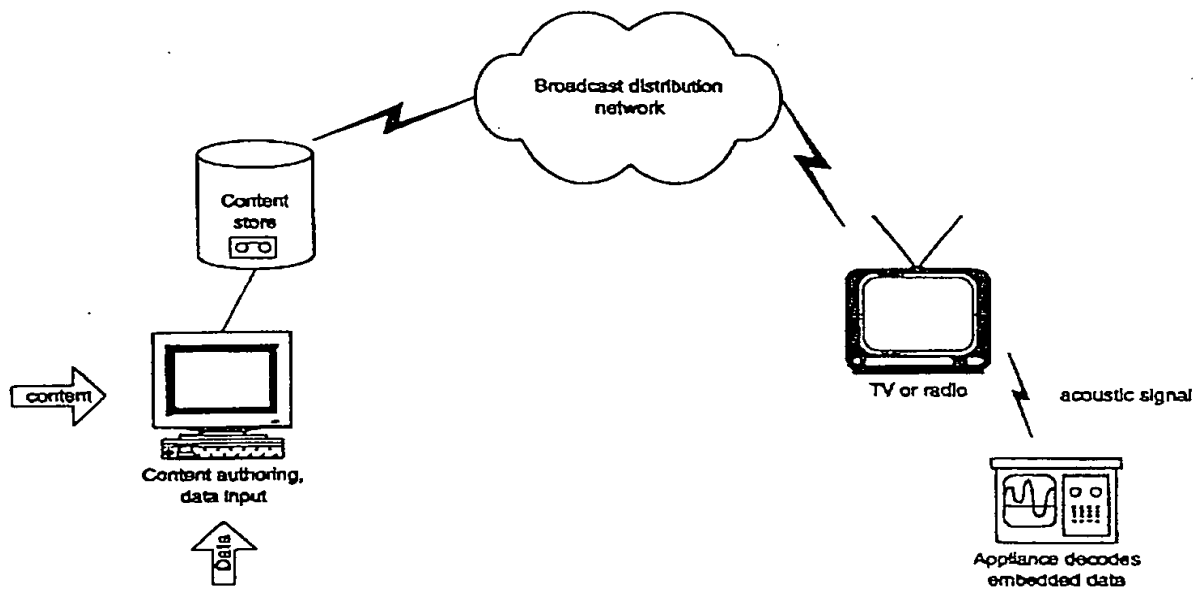 Broadcast distribution
network
Content
store
content
Content authoring,
data input
Data
TV or radio
acoustic signal
Appliance decodes
embedded data